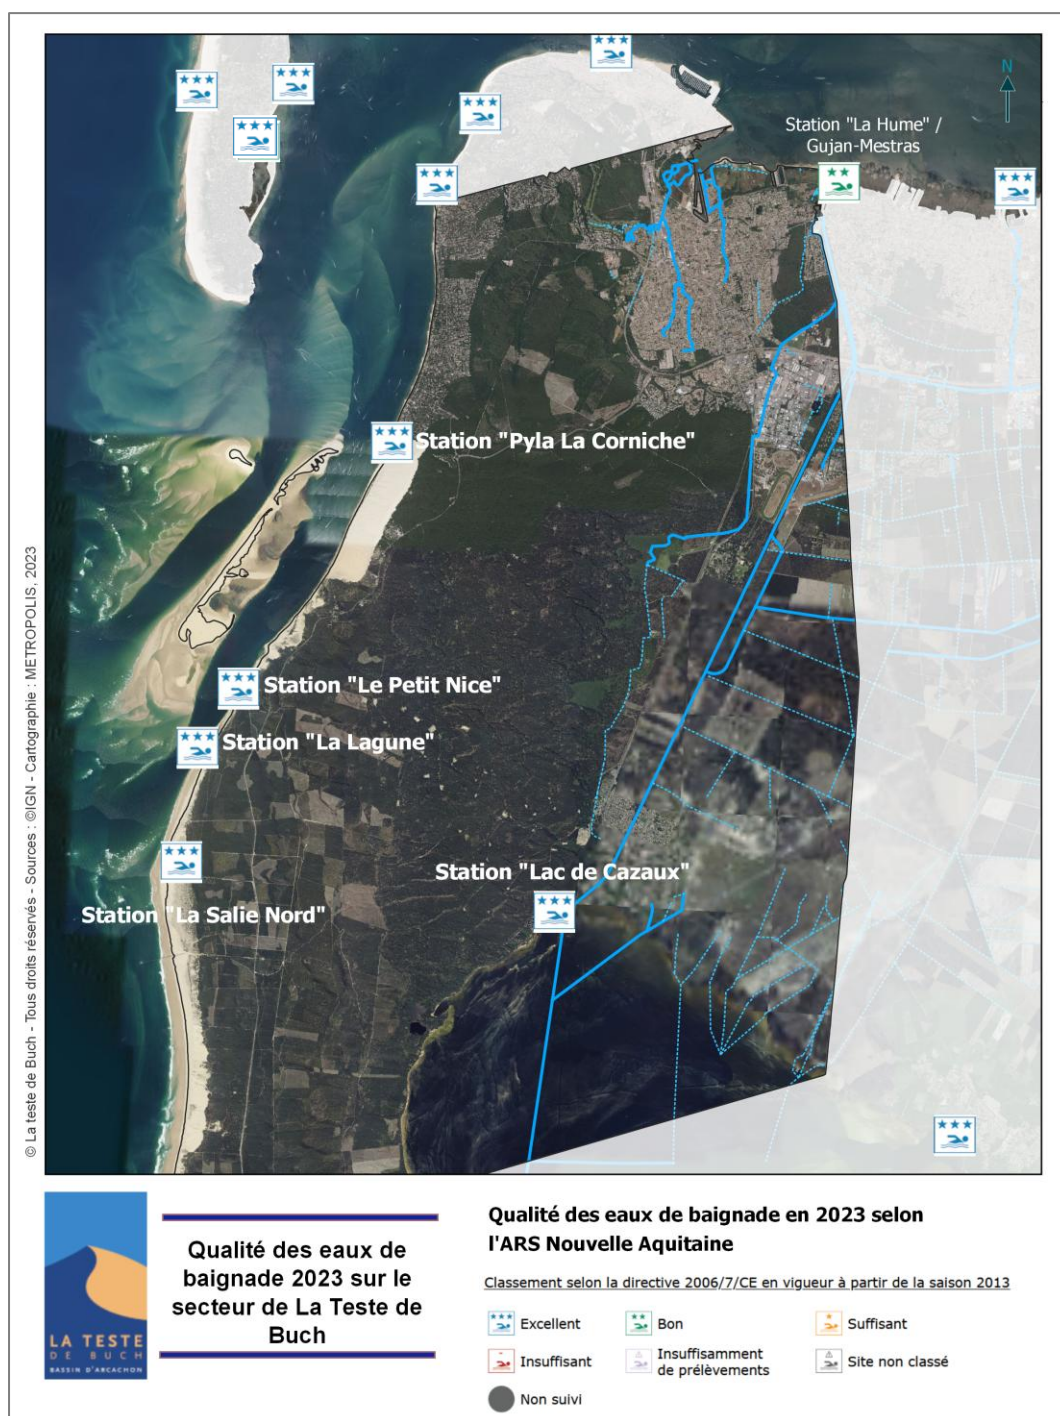 N
Station "La Hume" /
Gujan-Mestras
Station "Pyla La Corniche"
Station "Le Petit Nice"
Station "La Lagune"
Station "Lac de Cazaux"
Station "La Salie Nord"
© La teste de Buch - Tous droits réservés - Sources : ©IGN - Cartographie : METROPOLIS, 2023
LA TESTE
DE BUCH
BASSIN D'ARCACHON
Qualité des eaux de
baignade 2023 sur le
secteur de La Teste de
Buch
Qualité des eaux de baignade en 2023 selon
l'ARS Nouvelle Aquitaine
Classement selon la directive 2006/7/CE en vigueur à partir de la saison 2013
Excellent
Bon
Suffisant
Insuffisant
Insuffisamment
de prélèvements
Site non classé
Non suivi